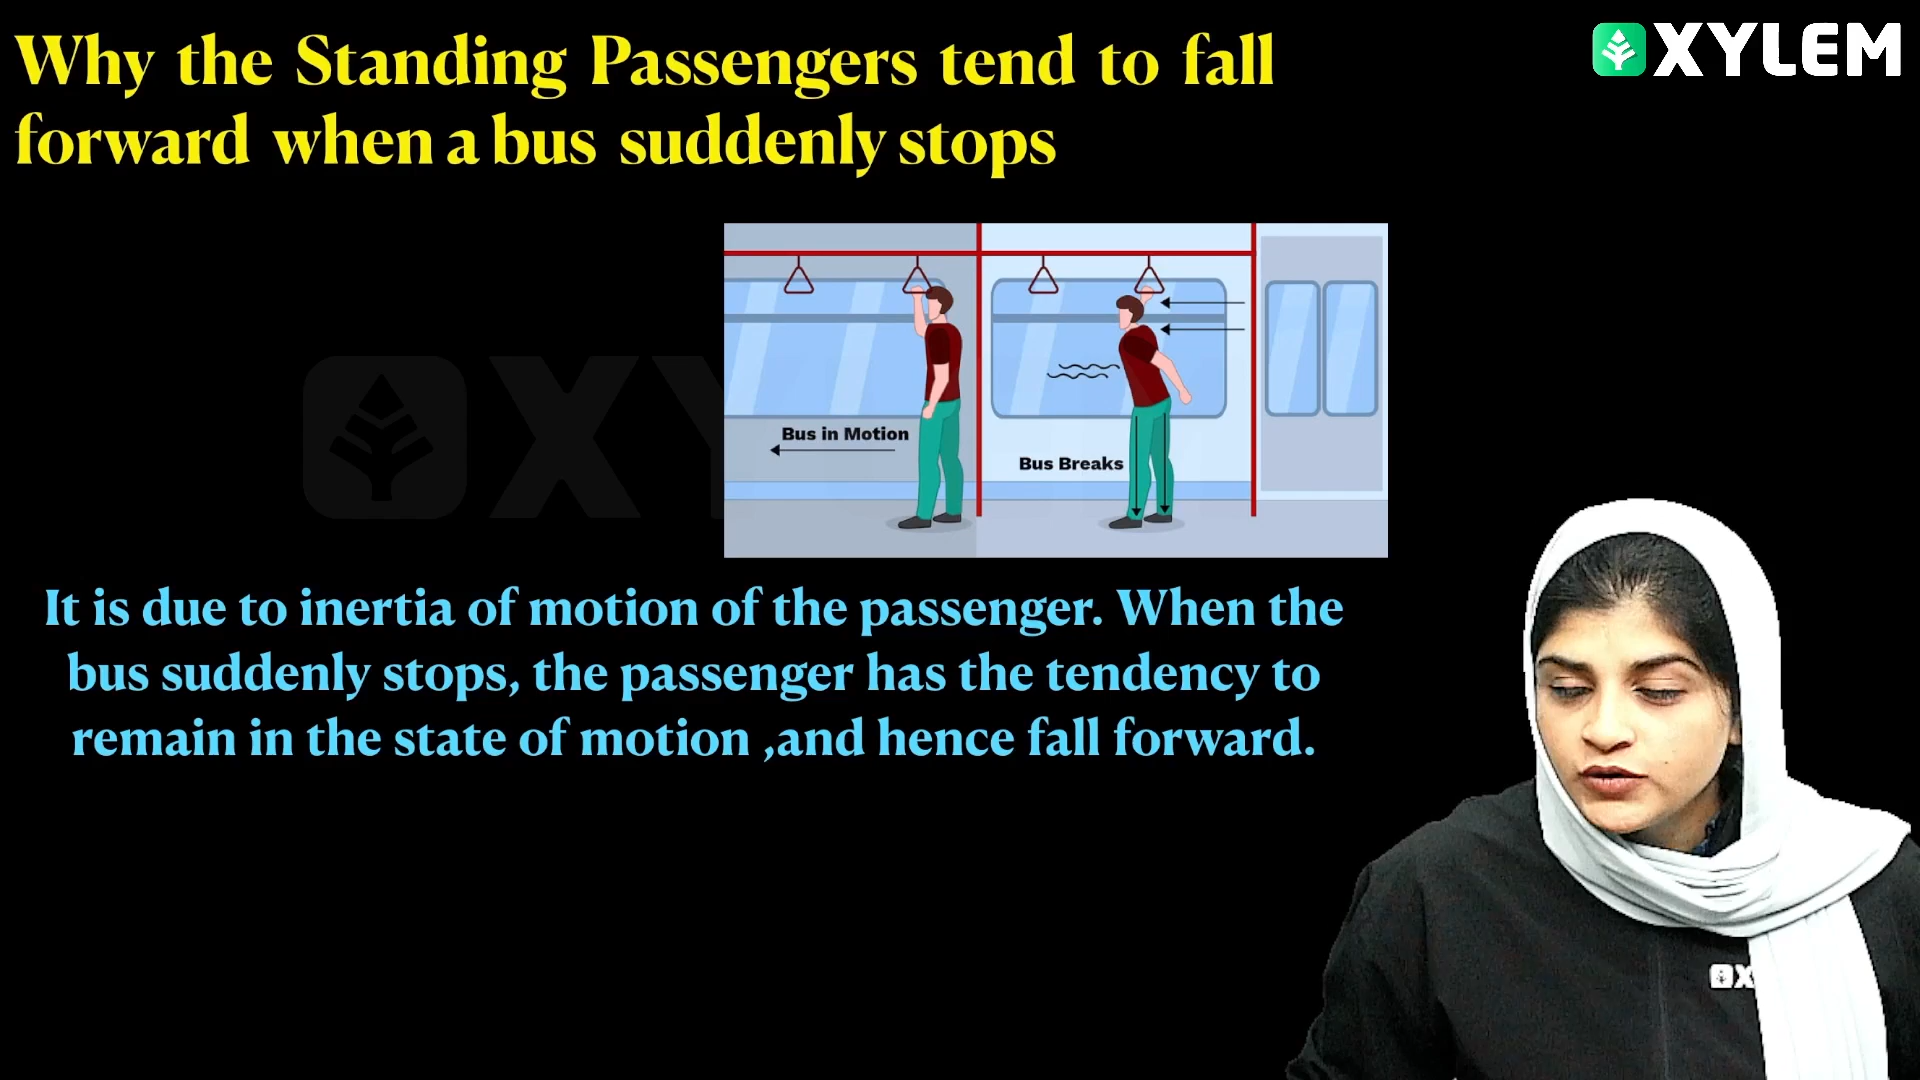 Why the Standing Passengers tend to fall
forward when a bus suddenly stops
XYLEM
Bus in Motion
Bus Breaks
It is due to inertia of motion of the passenger. When the
bus suddenly stops, the passenger has the tendency to
remain in the state of motion ,and hence fall forward.